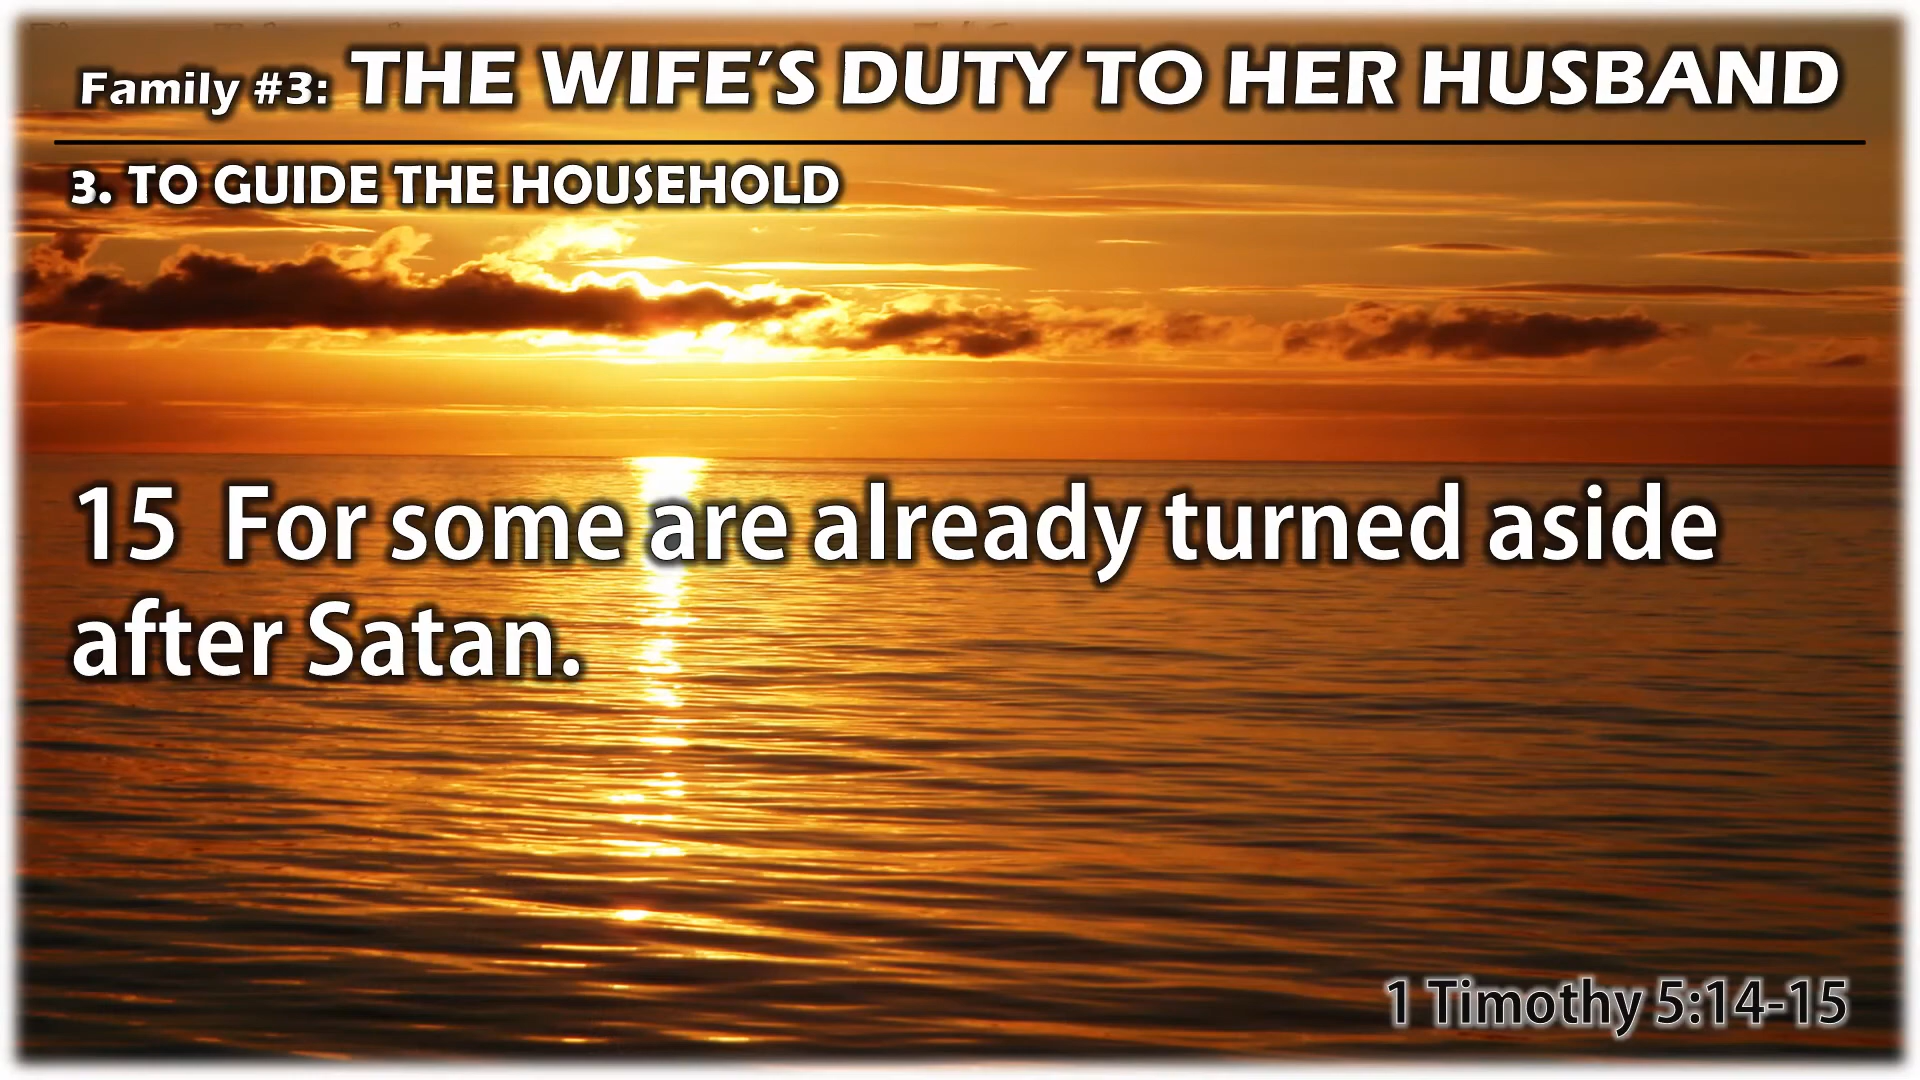 Family #3: THE WIFE’S DUTY TO HER HUSBAND
3. TO GUIDE THE HOUSEHOLD
15 For some are already turned aside
after Satan.
1 Timothy 5:14-15